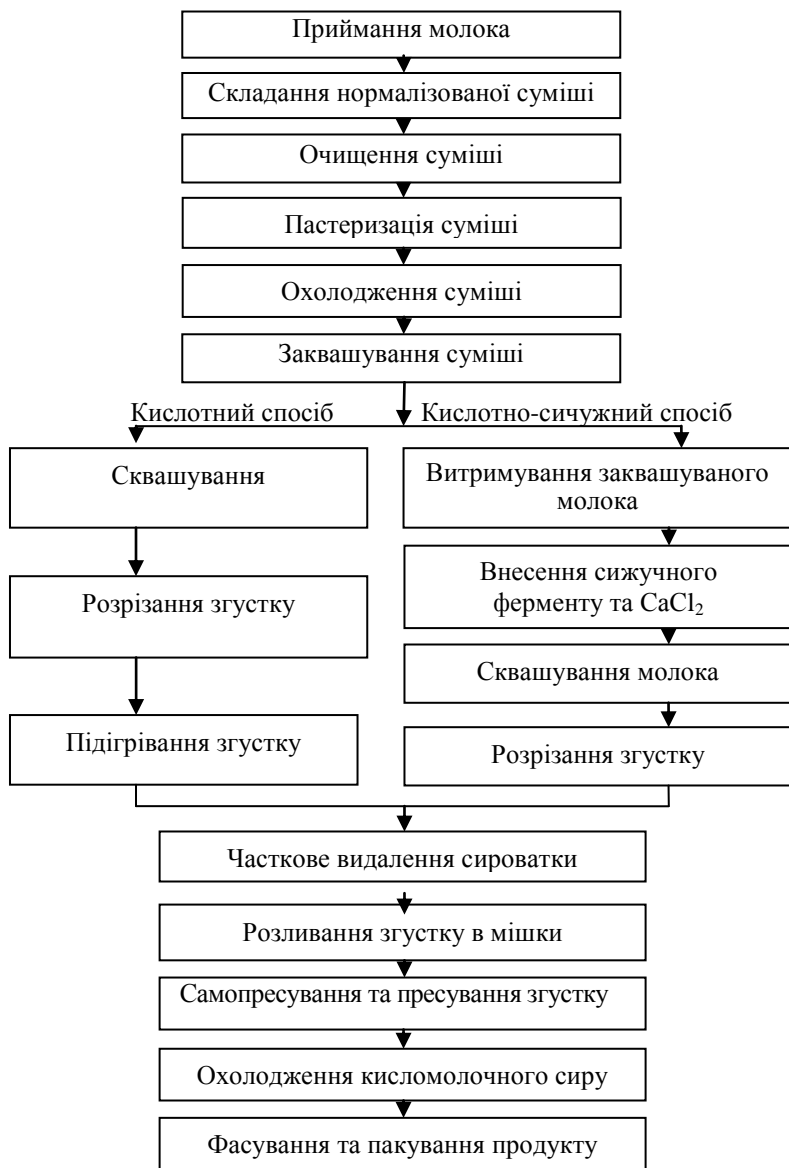 Приймання молока
Складання нормалізованої суміші
Очищення суміші
Пастеризація суміші
Охолодження суміші
Заквашування суміші
Кислотний спосіб
Кислотно-сичужний спосіб
Сквашування
Розрізання згустку
Підігрівання згустку
Витримування заквашуваного
молока
Внесення сижучного
ферменту та CaCl₂
Сквашування молока
Розрізання згустку
Часткове видалення сироватки
Розливання згустку в мішки
Самопресування та пресування згустку
Охолодження кисломолочного сиру
Фасування та пакування продукту